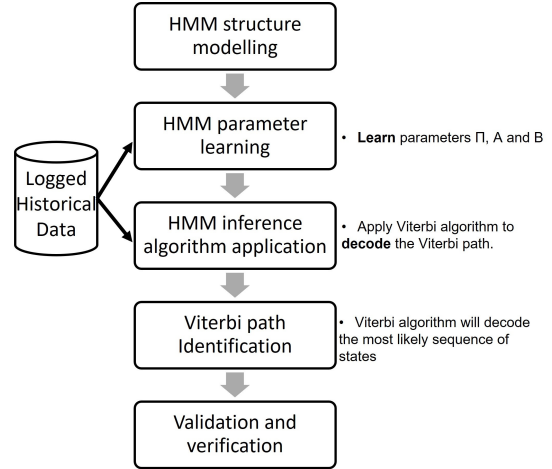 HMM structure
modelling
HMM parameter
learning
• Learn parameters Π, A and B
Logged
Historical
Data
HMM inference
algorithm application
• Apply Viterbi algorithm to
decode the Viterbi path.
Viterbi path
Identification
• Viterbi algorithm will decode
the most likely sequence of
states
Validation and
verification